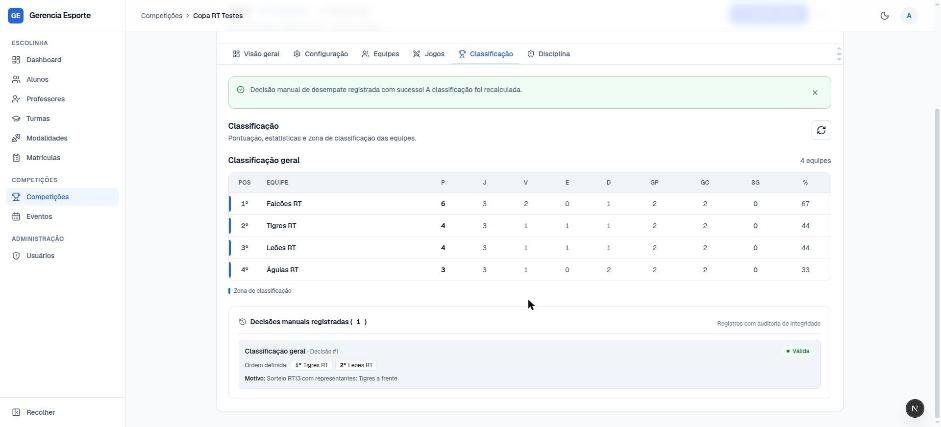 GE Gerencia Esporte
Competições > Copa RT Testes
A
ESCOLINHA
Dashboard
Alunos
Professores
Turmas
Modalidades
Matrículas
COMPETIÇÕES
Competições
Eventos
ADMINISTRAÇÃO
Usuários
Recolher
Visão geral Configuração Equipes Jogos Classificação Disciplina
Decisão manual de desempate registrada com sucesso! A classificação foi recalculada.
Classificação
Pontuação, estatísticas e zona de classificação das equipes.
Classificação geral 4 equipes
POS EQUIPE P J V E D GP GC SG %
1º Falcões RT 6 3 2 0 1 2 2 0 67
2º Tigres RT 4 3 1 1 1 2 2 0 44
3º Leões RT 4 3 1 1 1 2 2 0 44
4º Águias RT 3 3 1 0 2 2 2 0 33
Zona de classificação
Decisões manuais registradas ( 1 ) Registros com auditoria de integridade
Classificação geral · Decisão #1 Válida
Ordem definida: 1º Tigres RT 2º Leões RT
Motivo: Sorteio RT13 com representantes: Tigres a frente
N